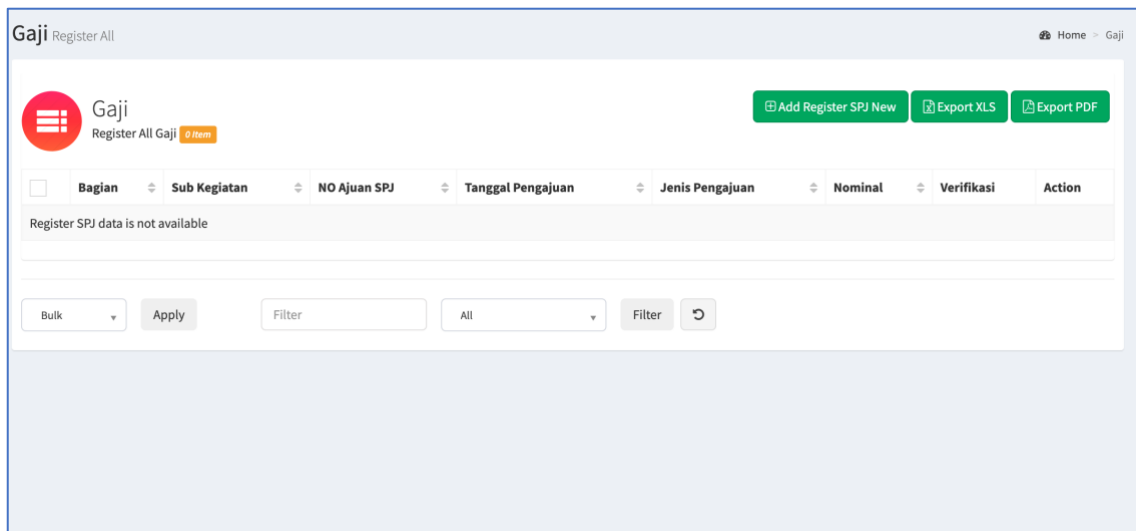 Gaji Register All
Home > Gaji
Gaji
Register All Gaji 0 Item
Add Register SPJ New Export XLS Export PDF
Bagian Sub Kegiatan NO Ajuan SPJ Tanggal Pengajuan Jenis Pengajuan Nominal Verifikasi Action
Register SPJ data is not available
Bulk Apply Filter All Filter